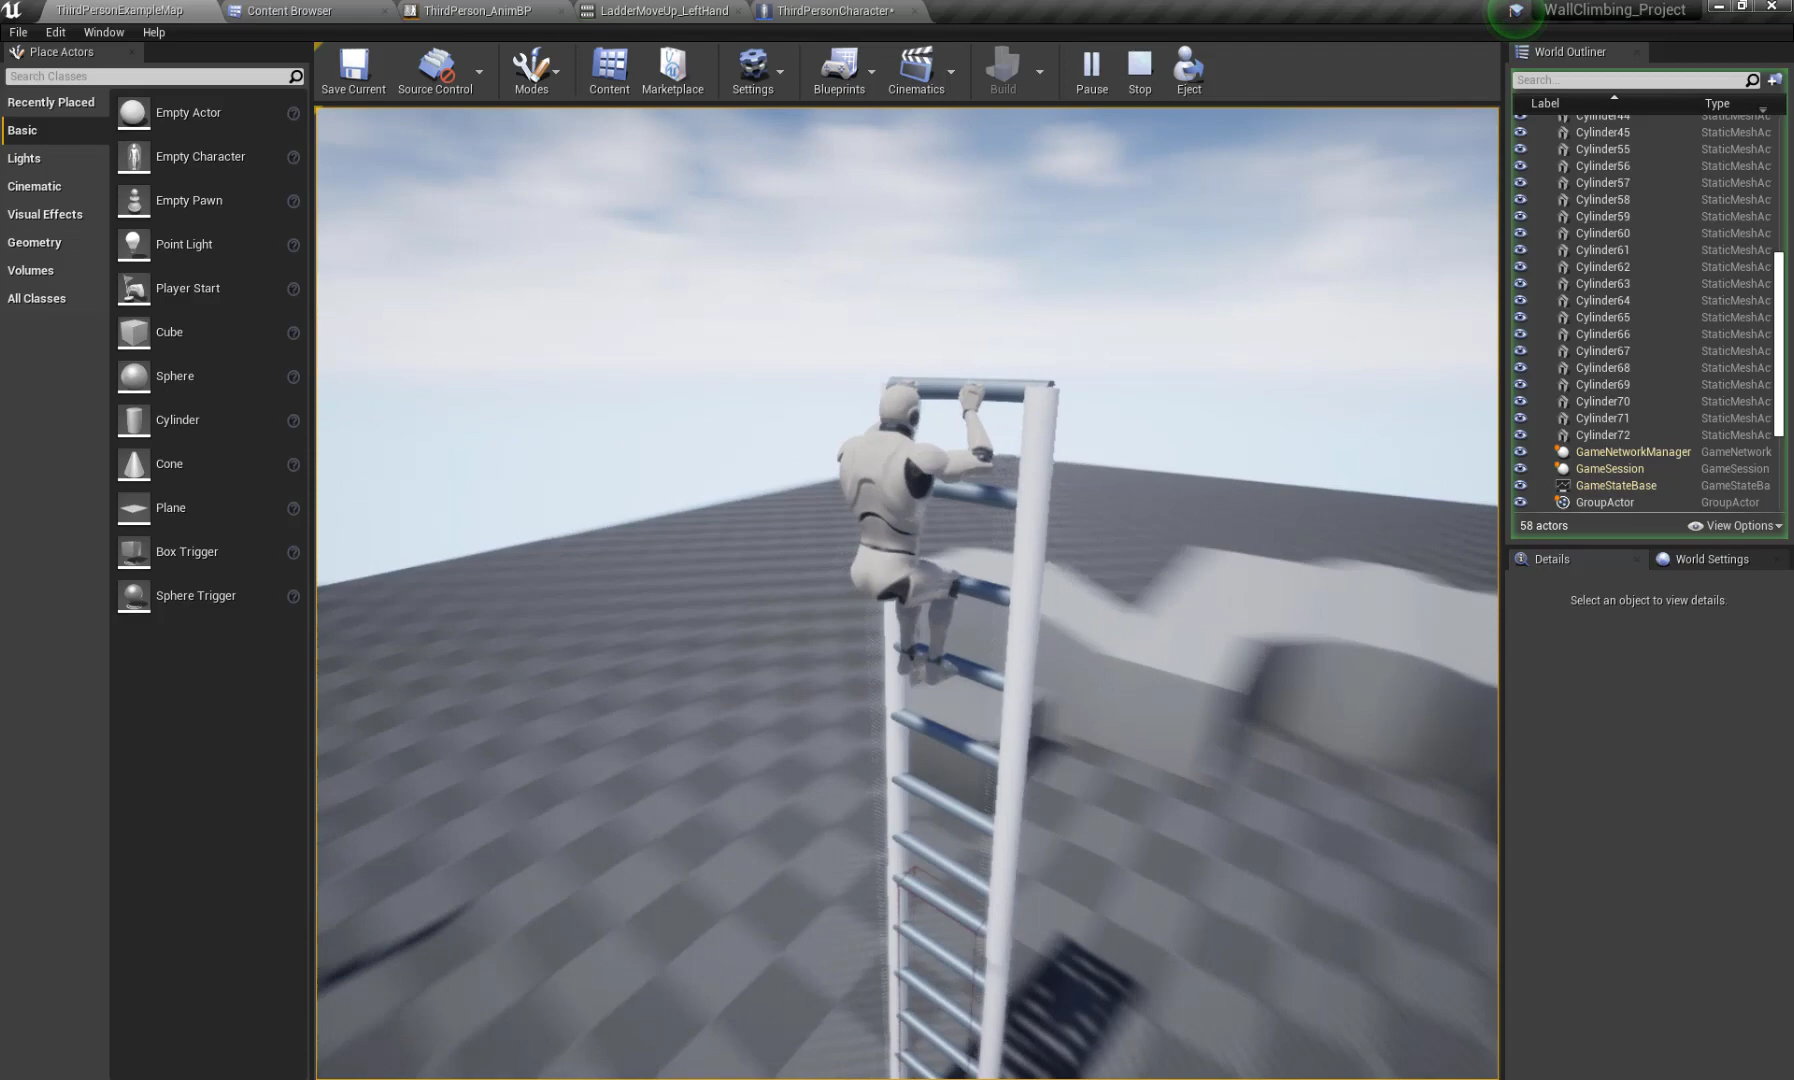 ThirdPersonExampleMap
Content Browser
ThirdPerson_AnimBP
LadderMoveUp_LeftHand
ThirdPersonCharacter*
WallClimbing_Project
File
Edit
Window
Help
Place Actors
Search Classes
Recently Placed
Basic
Lights
Cinematic
Visual Effects
Geometry
Volumes
All Classes
Empty Actor
Empty Character
Empty Pawn
Point Light
Player Start
Cube
Sphere
Cylinder
Cone
Plane
Box Trigger
Sphere Trigger
Save Current
Source Control
Modes
Content
Marketplace
Settings
Blueprints
Cinematics
Build
Pause
Stop
Eject
World Outliner
Search...
Label
Type
Cylinder44 StaticMeshAc
Cylinder45 StaticMeshAc
Cylinder55 StaticMeshAc
Cylinder56 StaticMeshAc
Cylinder57 StaticMeshAc
Cylinder58 StaticMeshAc
Cylinder59 StaticMeshAc
Cylinder60 StaticMeshAc
Cylinder61 StaticMeshAc
Cylinder62 StaticMeshAc
Cylinder63 StaticMeshAc
Cylinder64 StaticMeshAc
Cylinder65 StaticMeshAc
Cylinder66 StaticMeshAc
Cylinder67 StaticMeshAc
Cylinder68 StaticMeshAc
Cylinder69 StaticMeshAc
Cylinder70 StaticMeshAc
Cylinder71 StaticMeshAc
Cylinder72 StaticMeshAc
GameNetworkManager GameNetwork
GameSession GameSession
GameStateBase GameStateBa
GroupActor GroupActor
58 actors
View Options
Details
World Settings
Select an object to view details.